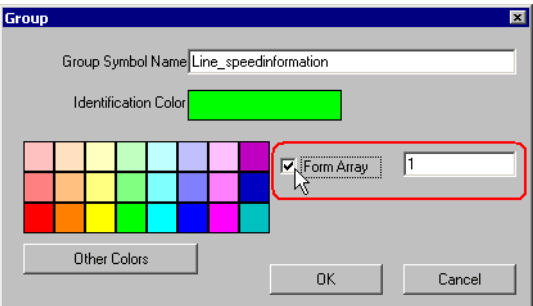 Group
Group Symbol Name Line_speedinformation
Identification Color
Form Array 1
Other Colors
OK Cancel